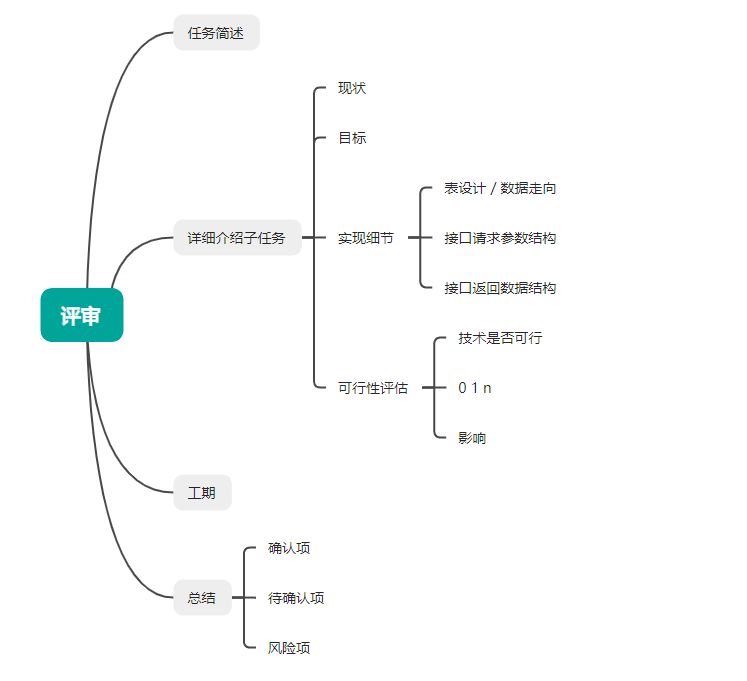 任务简述
现状
目标
表设计 / 数据走向
详细介绍子任务
实现细节
接口请求参数结构
接口返回数据结构
评审
技术是否可行
可行性评估
0 1 n
影响
工期
确认项
总结
待确认项
风险项